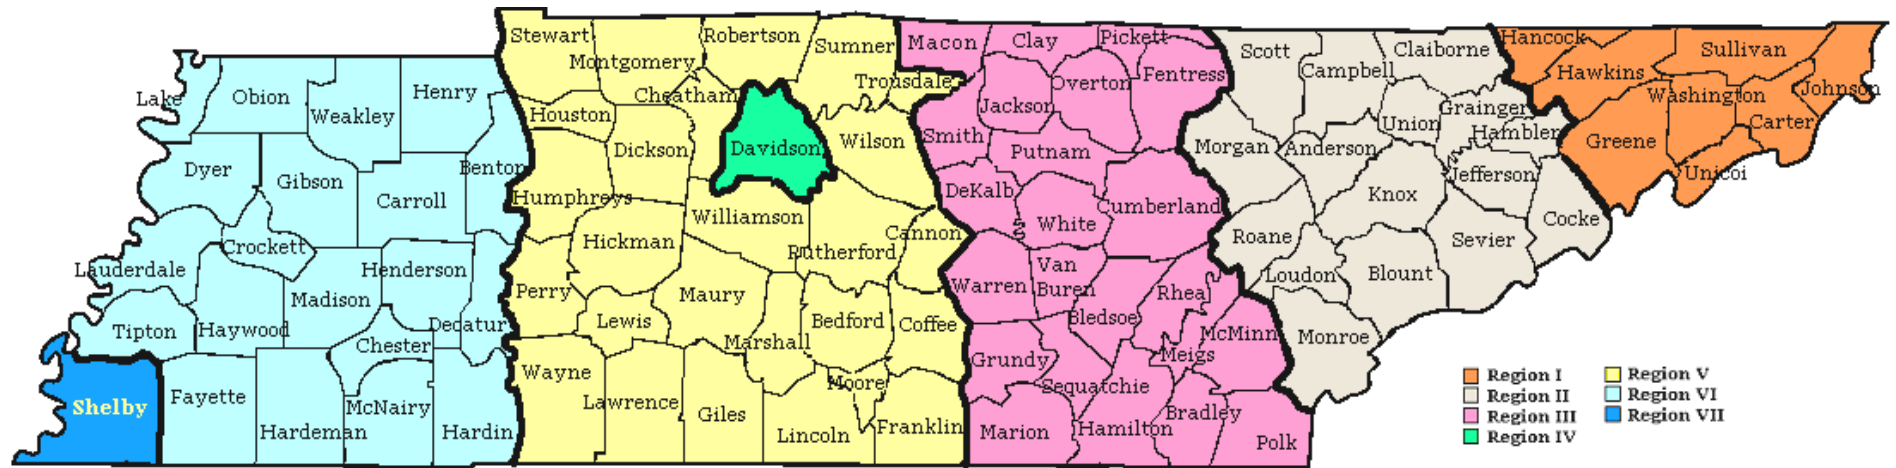 Lake
Obion
Weakley
Henry
Dyer
Gibson
Carroll
Benton
Lauderdale
Crockett
Madison
Henderson
Decatur
Tipton
Haywood
Chester
Shelby
Fayette
Hardeman
McNairy
Hardin
Stewart
Montgomery
Robertson
Sumner
Trousdale
Cheatham
Houston
Dickson
Davidson
Wilson
Humphreys
Williamson
Hickman
Rutherford
Cannon
Perry
Lewis
Maury
Marshall
Bedford
Coffee
Wayne
Lawrence
Giles
Moore
Lincoln
Franklin
Macon
Clay
Pickett
Overton
Fentress
Jackson
Smith
Putnam
DeKalb
White
Cumberland
Warren
Van
Buren
Bledsoe
Rhea
McMinn
Meigs
Grundy
Sequatchie
Marion
Hamilton
Bradley
Polk
Scott
Campbell
Claiborne
Union
Grainger
Hamblen
Morgan
Anderson
Jefferson
Knox
Cocke
Sevier
Roane
Loudon
Blount
Monroe
Hancock
Hawkins
Sullivan
Washington
Johnson
Greene
Carter
Unicoi
Region I
Region II
Region III
Region IV
Region V
Region VI
Region VII